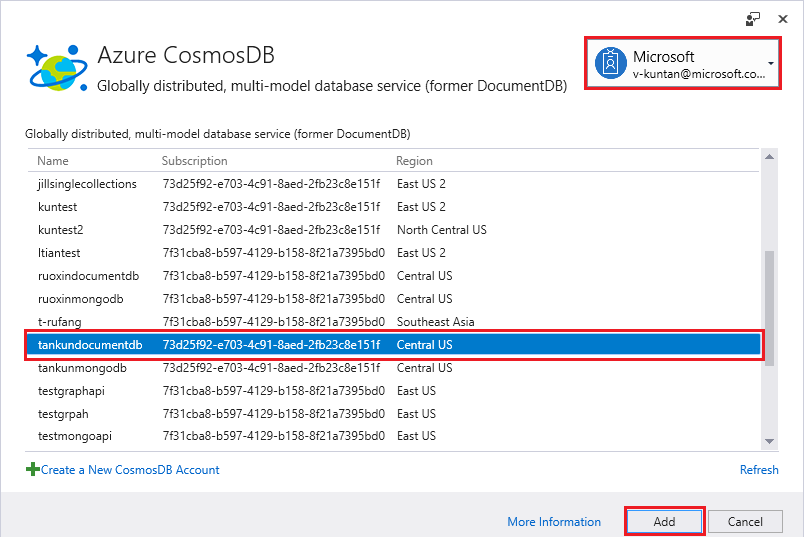 Azure CosmosDB
Globally distributed, multi-model database service (former DocumentDB)
Microsoft
v-kuntan@microsoft.co...
Globally distributed, multi-model database service (former DocumentDB)
Name Subscription Region
jillsinglecollections 73d25f92-e703-4c91-8aed-2fb23c8e151f East US 2
kuntest 73d25f92-e703-4c91-8aed-2fb23c8e151f East US 2
kuntest2 73d25f92-e703-4c91-8aed-2fb23c8e151f North Central US
ltiantest 7f31cba8-b597-4129-b158-8f21a7395bd0 East US 2
ruoxindocumentdb 7f31cba8-b597-4129-b158-8f21a7395bd0 Central US
ruoxinmongodb 7f31cba8-b597-4129-b158-8f21a7395bd0 Central US
t-rufang 7f31cba8-b597-4129-b158-8f21a7395bd0 Southeast Asia
tankundocumentdb 73d25f92-e703-4c91-8aed-2fb23c8e151f Central US
tankunmongodb 73d25f92-e703-4c91-8aed-2fb23c8e151f Central US
testgraphapi 7f31cba8-b597-4129-b158-8f21a7395bd0 East US
testgrpah 7f31cba8-b597-4129-b158-8f21a7395bd0 East US
testmongoapi 7f31cba8-b597-4129-b158-8f21a7395bd0 East US
Create a New CosmosDB Account Refresh
More Information Add Cancel